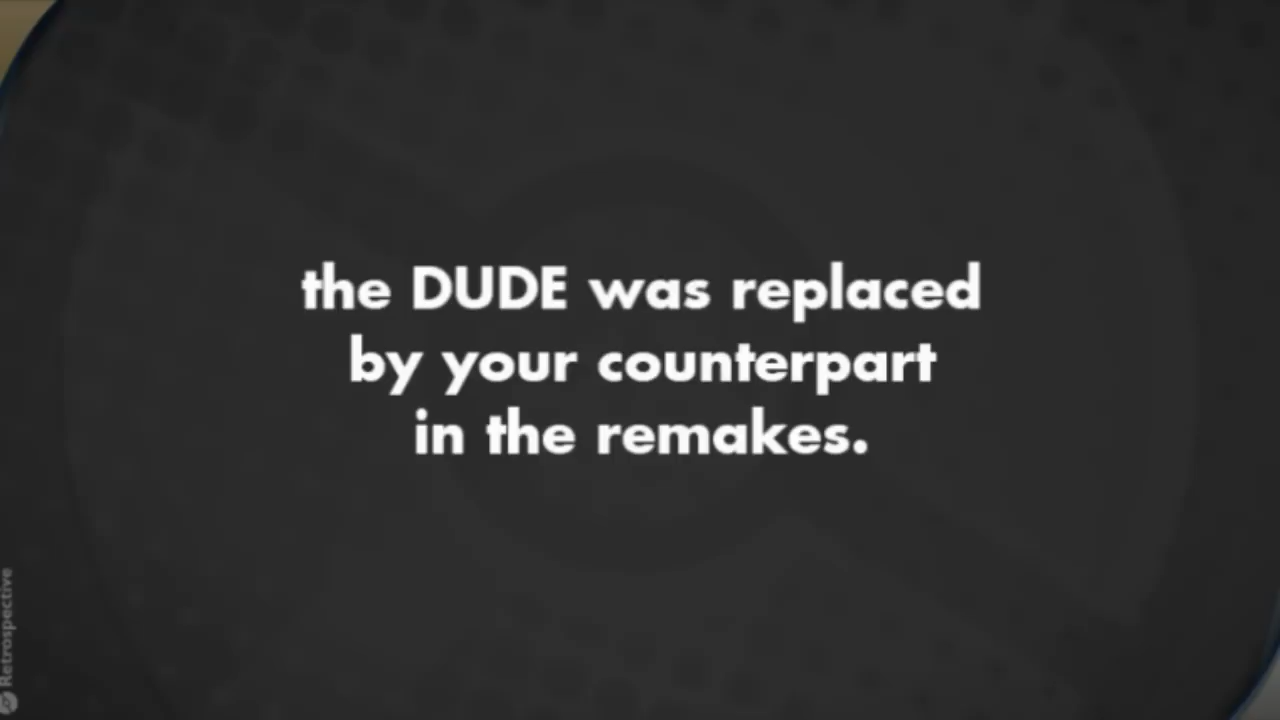 the DUDE was replaced
by your counterpart
in the remakes.
Retrospective